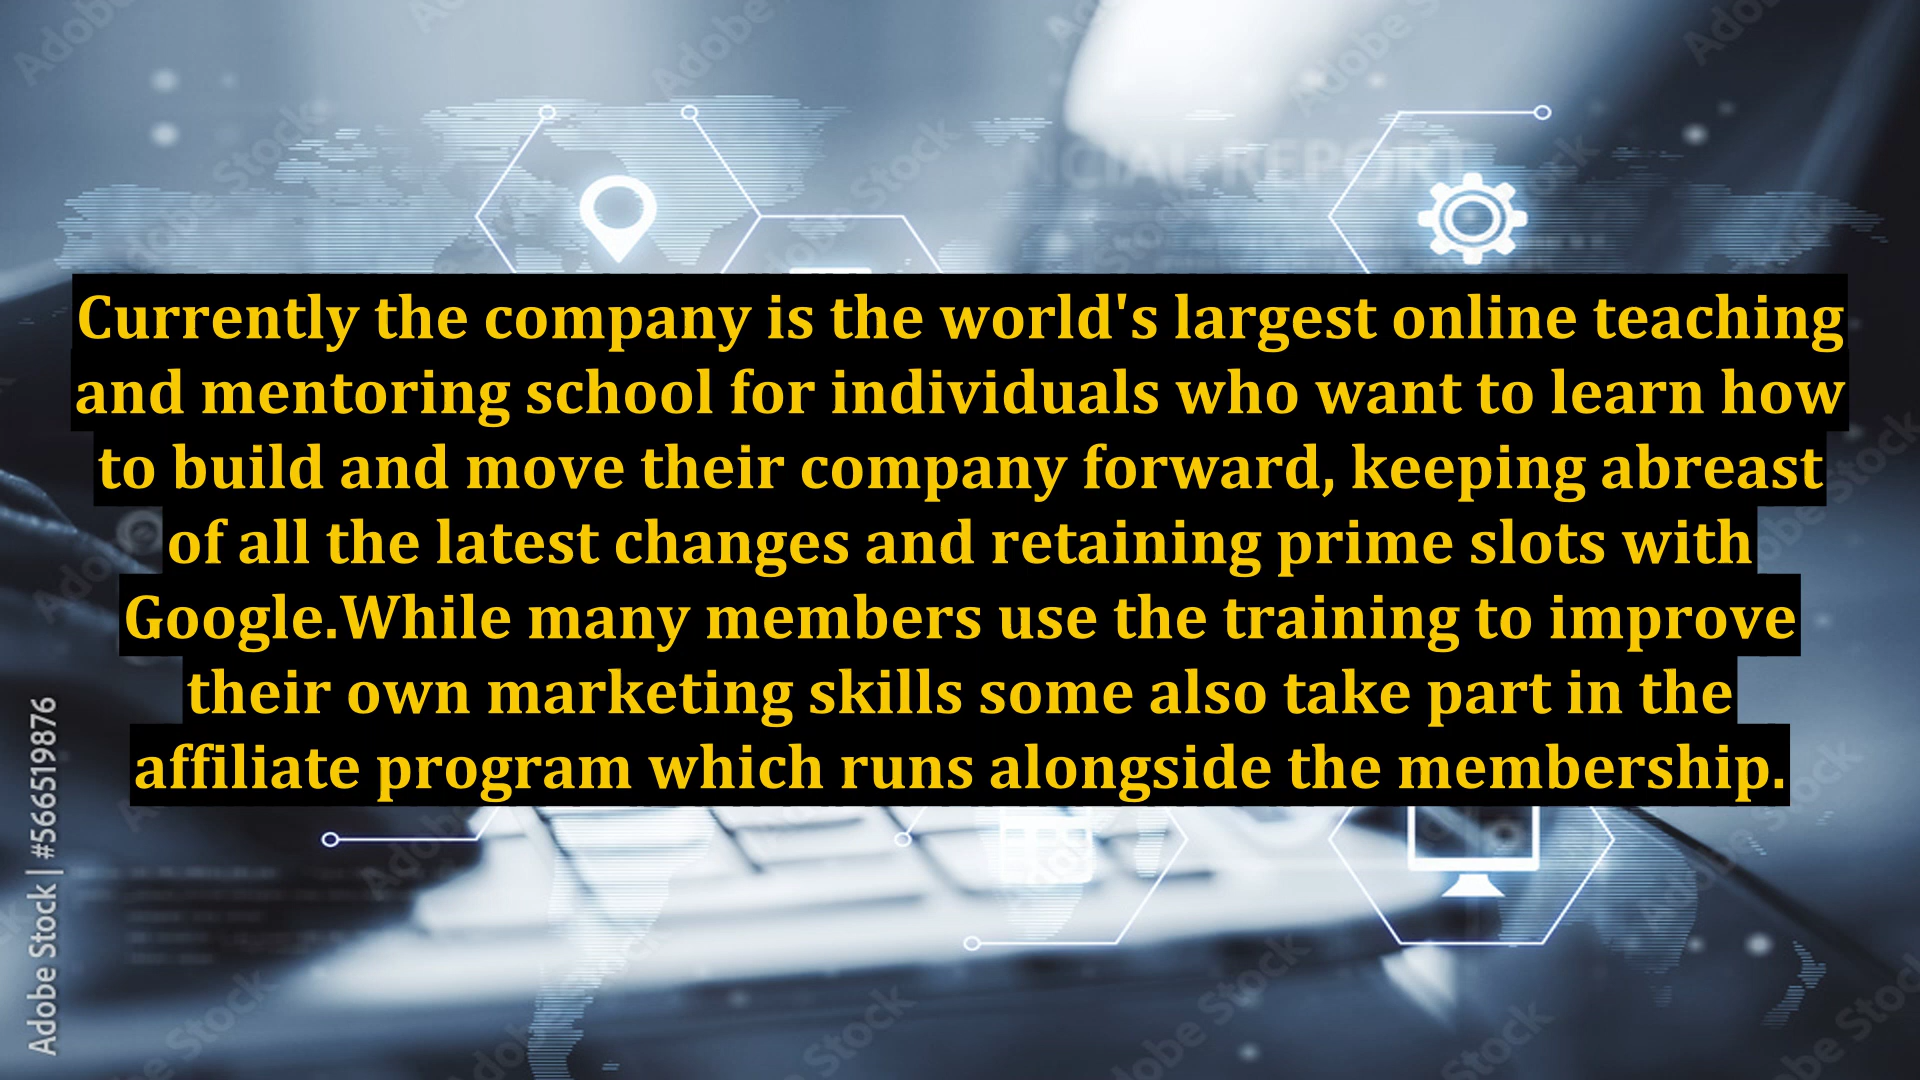 NCIAL REPORT
Currently the company is the world's largest online teaching
and mentoring school for individuals who want to learn how
to build and move their company forward, keeping abreast
of all the latest changes and retaining prime slots with
Google.While many members use the training to improve
their own marketing skills some also take part in the
affiliate program which runs alongside the membership.
Adobe Stock | #566519876